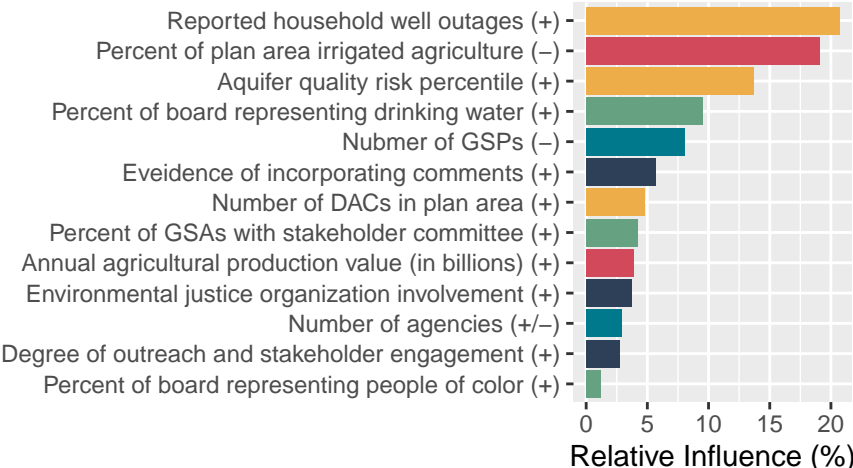 Reported household well outages (+)
Percent of plan area irrigated agriculture (−)
Aquifer quality risk percentile (+)
Percent of board representing drinking water (+)
Nubmer of GSPs (−)
Eveidence of incorporating comments (+)
Number of DACs in plan area (+)
Percent of GSAs with stakeholder committee (+)
Annual agricultural production value (in billions) (+)
Environmental justice organization involvement (+)
Number of agencies (+/−)
Degree of outreach and stakeholder engagement (+)
Percent of board representing people of color (+)
0 5 10 15 20
Relative Influence (%)